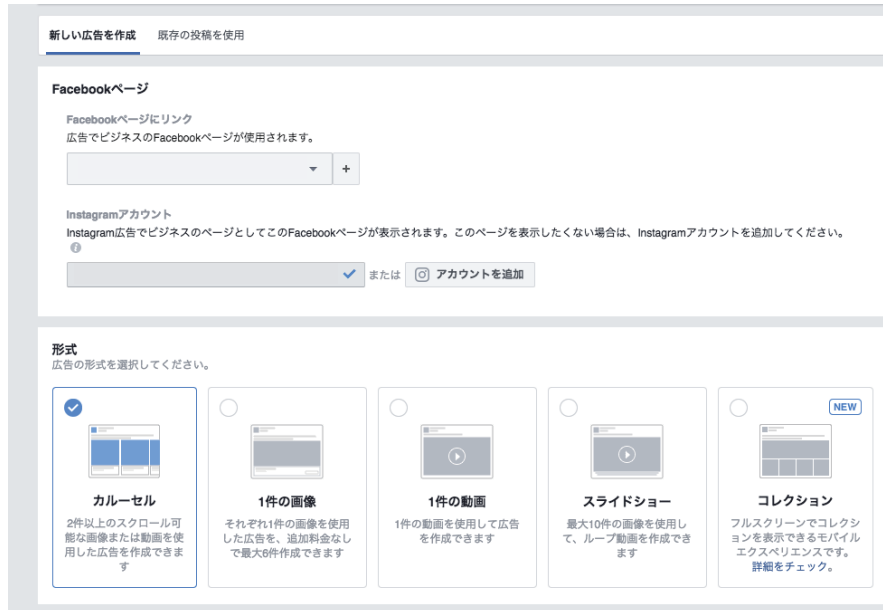 新しい広告を作成 既存の投稿を使用
Facebookページ
Facebookページにリンク
広告でビジネスのFacebookページが使用されます。
+
Instagramアカウント
Instagram広告でビジネスのページとしてこのFacebookページが表示されます。このページを表示したくない場合は、Instagramアカウントを追加してください。
または アカウントを追加
形式
広告の形式を選択してください。
NEW
カルーセル
2件以上のスクロール可
能な画像または動画を使
用した広告を作成できま
す
1件の画像
それぞれ1件の画像を使用
した広告を、追加料金なし
で最大6件作成できます
1件の動画
1件の動画を使用して広告
を作成できます
スライドショー
最大10件の画像を使用し
て、ループ動画を作成でき
ます
コレクション
フルスクリーンでコレクシ
ョンを表示できるモバイル
エクスペリエンスです。
詳細をチェック。